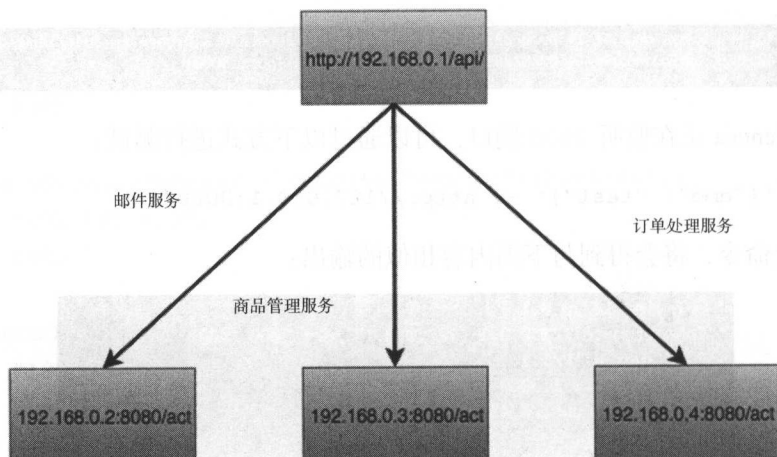 http://192.168.0.1/api/
邮件服务
订单处理服务
商品管理服务
192.168.0.2:8080/act
192.168.0.3:8080/act
192.168.0,4:8080/act